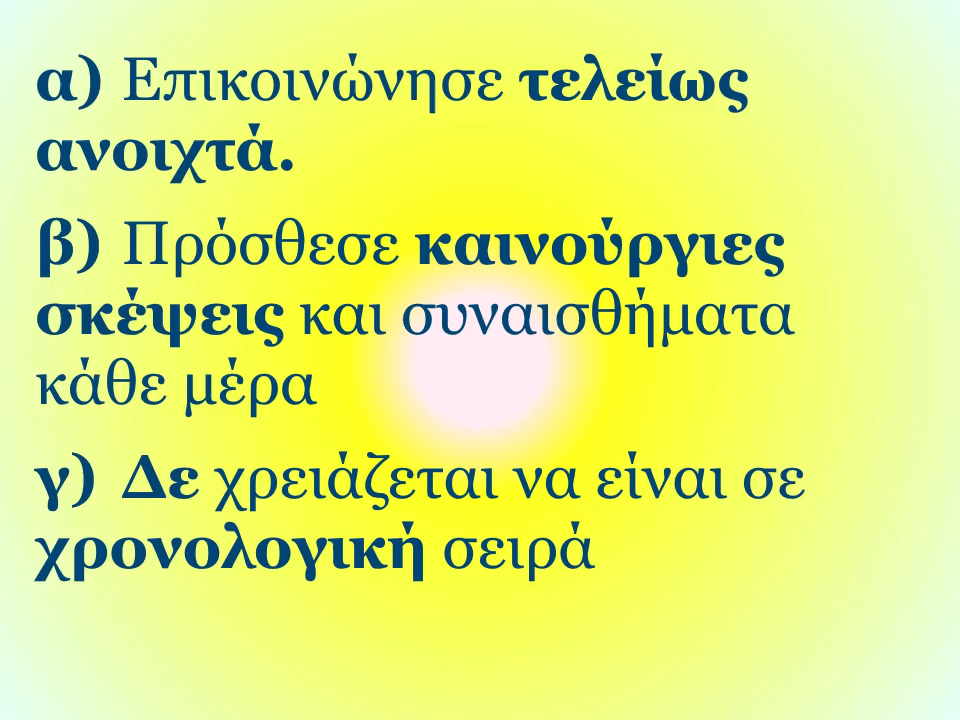 α) Επικοινώνησε τελείως
ανοιχτά.
β) Πρόσθεσε καινούργιες
σκέψεις και συναισθήματα
κάθε μέρα
γ) Δε χρειάζεται να είναι σε
χρονολογική σειρά